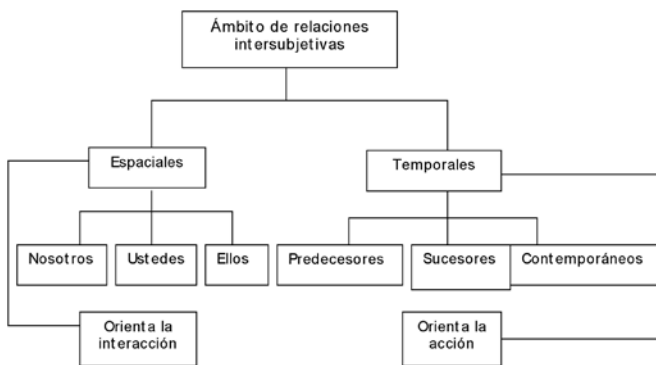 Ámbito de relaciones
intersubjetivas
Espaciales
Temporales
Nosotros
Ustedes
Ellos
Predecesores
Sucesores
Contemporáneos
Orienta la
interacción
Orienta la
acción